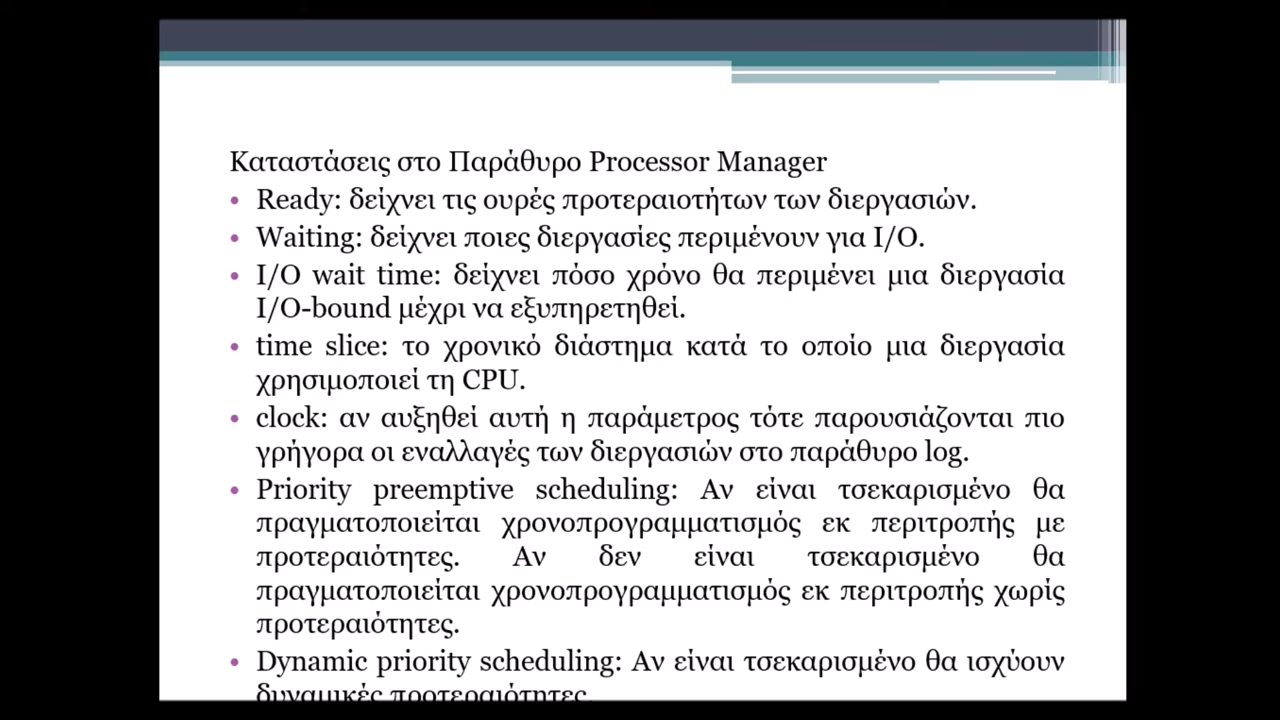 Καταστάσεις στο Παράθυρο Processor Manager
• Ready: δείχνει τις ουρές προτεραιοτήτων των διεργασιών.
• Waiting: δείχνει ποιες διεργασίες περιμένουν για I/O.
• I/O wait time: δείχνει πόσο χρόνο θα περιμένει μια διεργασία
I/O-bound μέχρι να εξυπηρετηθεί.
• time slice: το χρονικό διάστημα κατά το οποίο μια διεργασία
χρησιμοποιεί τη CPU.
• clock: αν αυξηθεί αυτή η παράμετρος τότε παρουσιάζονται πιο
γρήγορα οι εναλλαγές των διεργασιών στο παράθυρο log.
• Priority preemptive scheduling: Αν είναι τσεκαρισμένο θα
πραγματοποιείται χρονοπρογραμματισμός εκ περιτροπής με
προτεραιότητες. Αν δεν είναι τσεκαρισμένο θα
πραγματοποιείται χρονοπρογραμματισμός εκ περιτροπής χωρίς
προτεραιότητες.
• Dynamic priority scheduling: Αν είναι τσεκαρισμένο θα ισχύουν
δυναμικές προτεραιότητες.